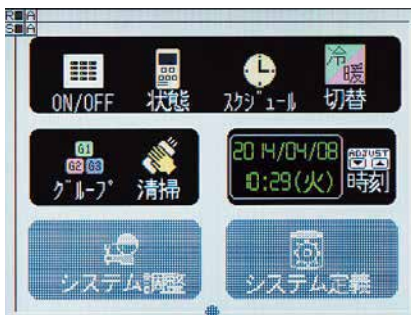 R■A
S■A
ON/OFF 状態 スケジュール 冷暖 切替
G1
G2 G3
グループ 清掃
2014/04/08
10:29(火)
ADJUST
時刻
システム調整 システム定義